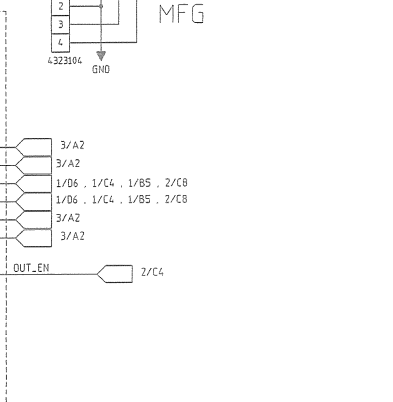 2
MFG
3
4
4323104
GND
3/A2
3/A2
1/D6 , 1/C4 , 1/B5 , 2/C8
1/D6 , 1/C4 , 1/B5 , 2/C8
3/A2
3/A2
OUT_EN
2/C4